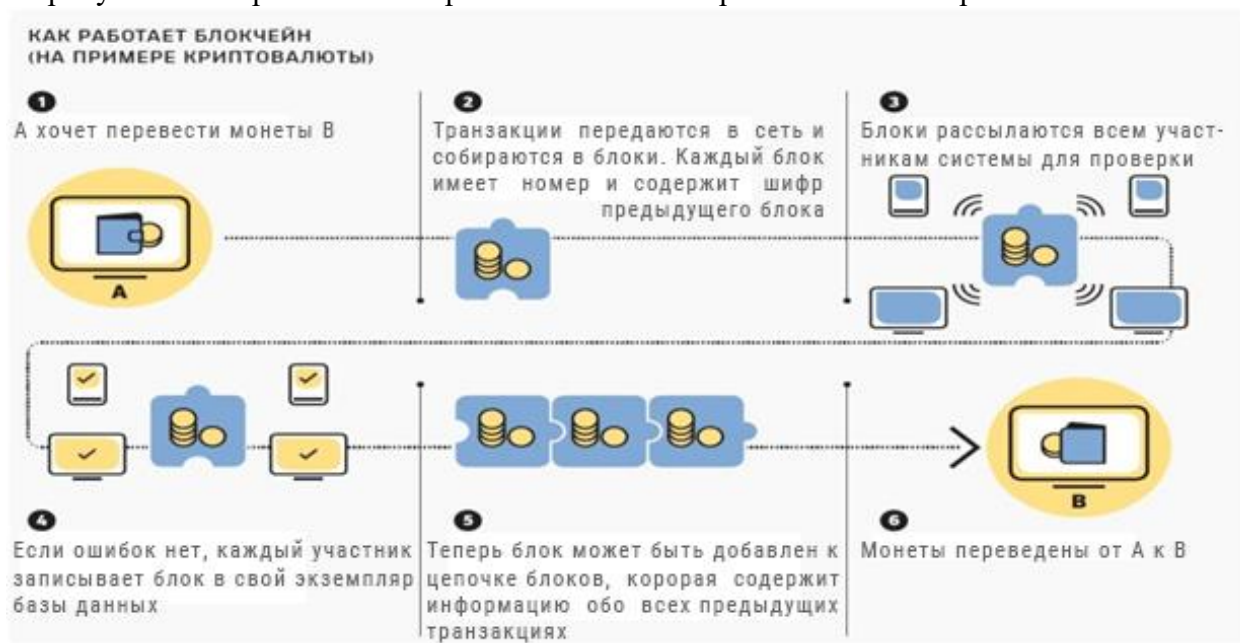 КАК РАБОТАЕТ БЛОКЧЕЙН
(НА ПРИМЕРЕ КРИПТОВАЛЮТЫ)
1
А хочет перевести монеты В
А
2
Транзакции передаются в сеть и
собираются в блоки. Каждый блок
имеет номер и содержит шифр
предыдущего блока
3
Блоки рассылаются всем участ-
никам системы для проверки
4
Если ошибок нет, каждый участник
записывает блок в свой экземпляр
базы данных
5
Теперь блок может быть добавлен к
цепочке блоков, корорая содержит
информацию обо всех предыдущих
транзакциях
В
6
Монеты переведены от А к В